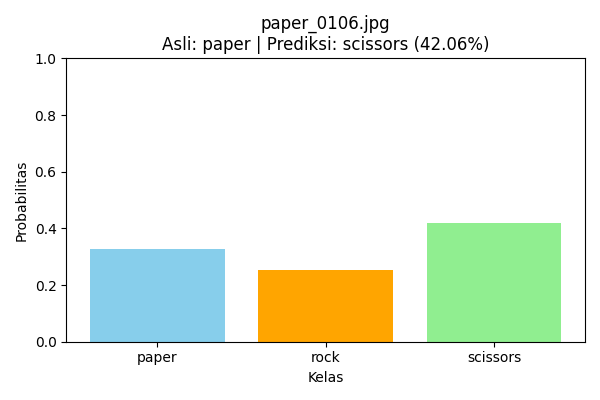 paper_0106.jpg
Asli: paper | Prediksi: scissors (42.06%)
1.0
0.8
0.6
0.4
0.2
0.0
Probabilitas
paper rock scissors
Kelas